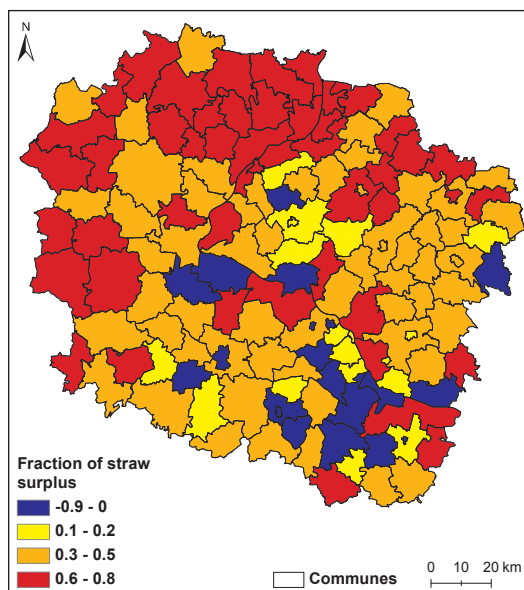 N
Fraction of straw
surplus
-0.9 - 0
0.1 - 0.2
0.3 - 0.5
0.6 - 0.8
Communes
0 10 20 km